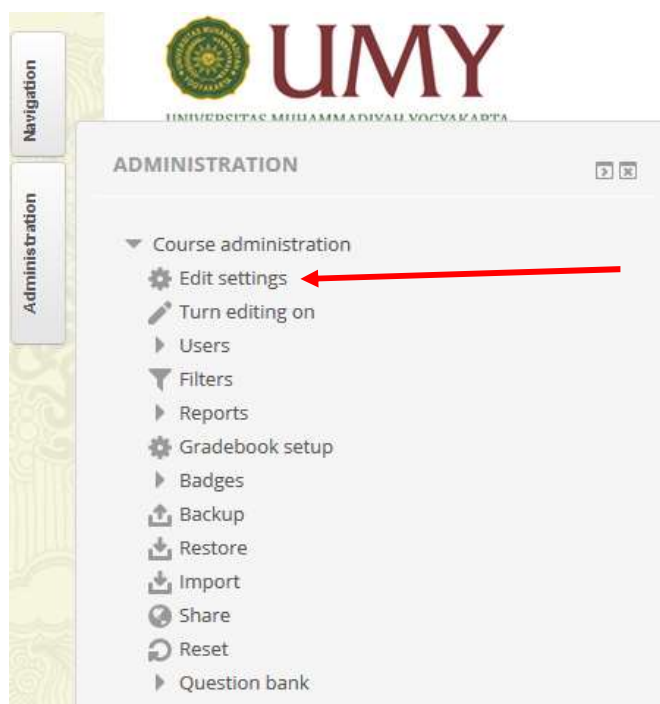 UMY
UNIVERSITAS MUHAMMADIYAH YOGYAKARTA
Navigation
Administration
ADMINISTRATION
Course administration
Edit settings
Turn editing on
Users
Filters
Reports
Gradebook setup
Badges
Backup
Restore
Import
Share
Reset
Question bank